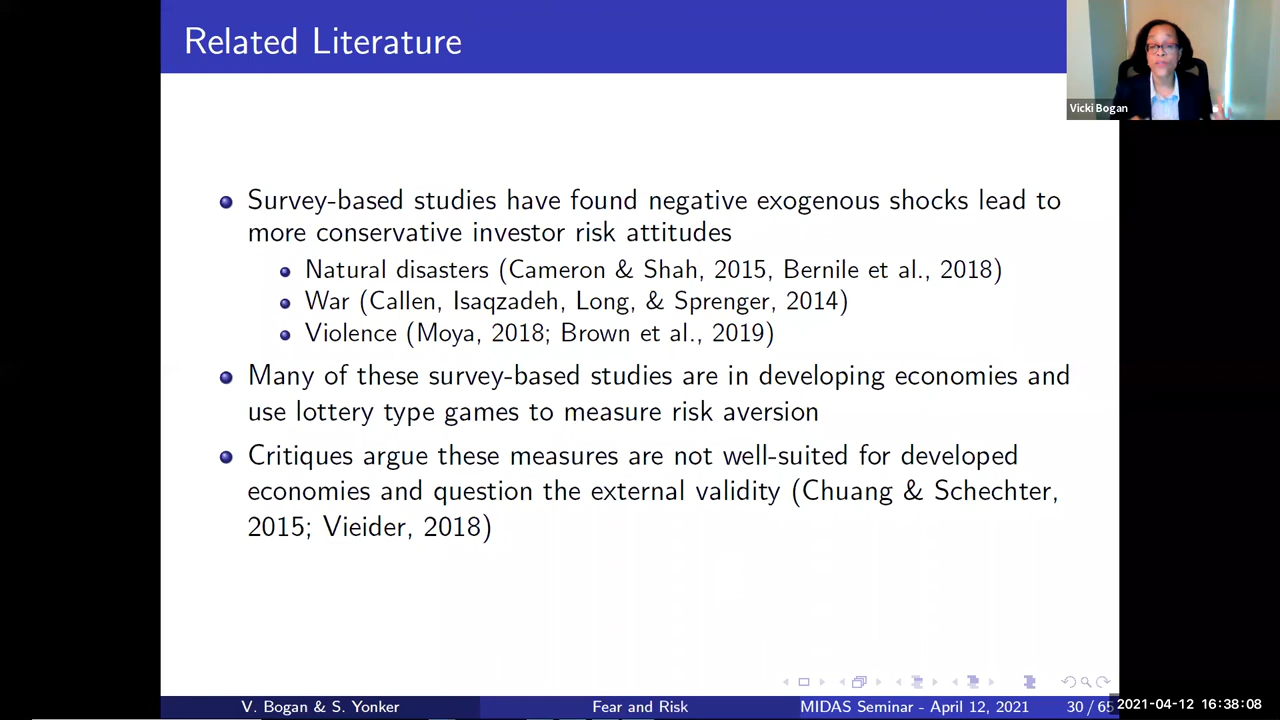 Related Literature
Vicki Bogan
Survey-based studies have found negative exogenous shocks lead to
more conservative investor risk attitudes
Natural disasters (Cameron & Shah, 2015, Bernile et al., 2018)
War (Callen, Isaqzadeh, Long, & Sprenger, 2014)
Violence (Moya, 2018; Brown et al., 2019)
Many of these survey-based studies are in developing economies and
use lottery type games to measure risk aversion
Critiques argue these measures are not well-suited for developed
economies and question the external validity (Chuang & Schechter,
2015; Vieider, 2018)
V. Bogan & S. Yonker Fear and Risk MIDAS Seminar - April 12, 2021 30 / 65
2021-04-12 16:38:08